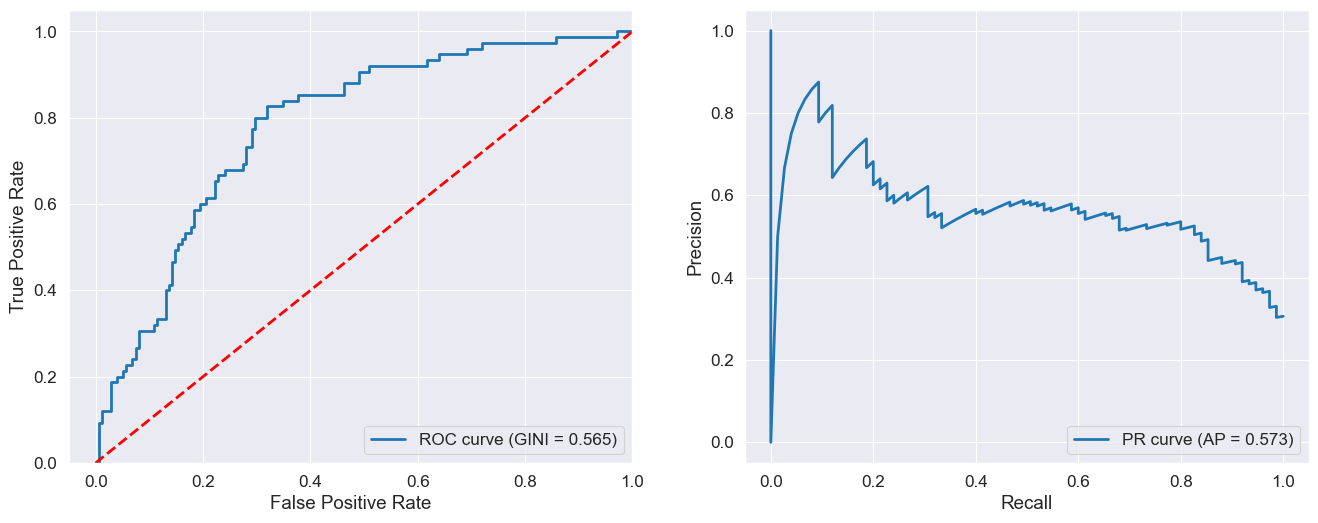 1.0
0.8
0.6
0.4
0.2
0.0
True Positive Rate
0.0 0.2 0.4 0.6 0.8 1.0
False Positive Rate
ROC curve (GINI = 0.565)
1.0
0.8
0.6
0.4
0.2
0.0
Precision
0.0 0.2 0.4 0.6 0.8 1.0
Recall
PR curve (AP = 0.573)